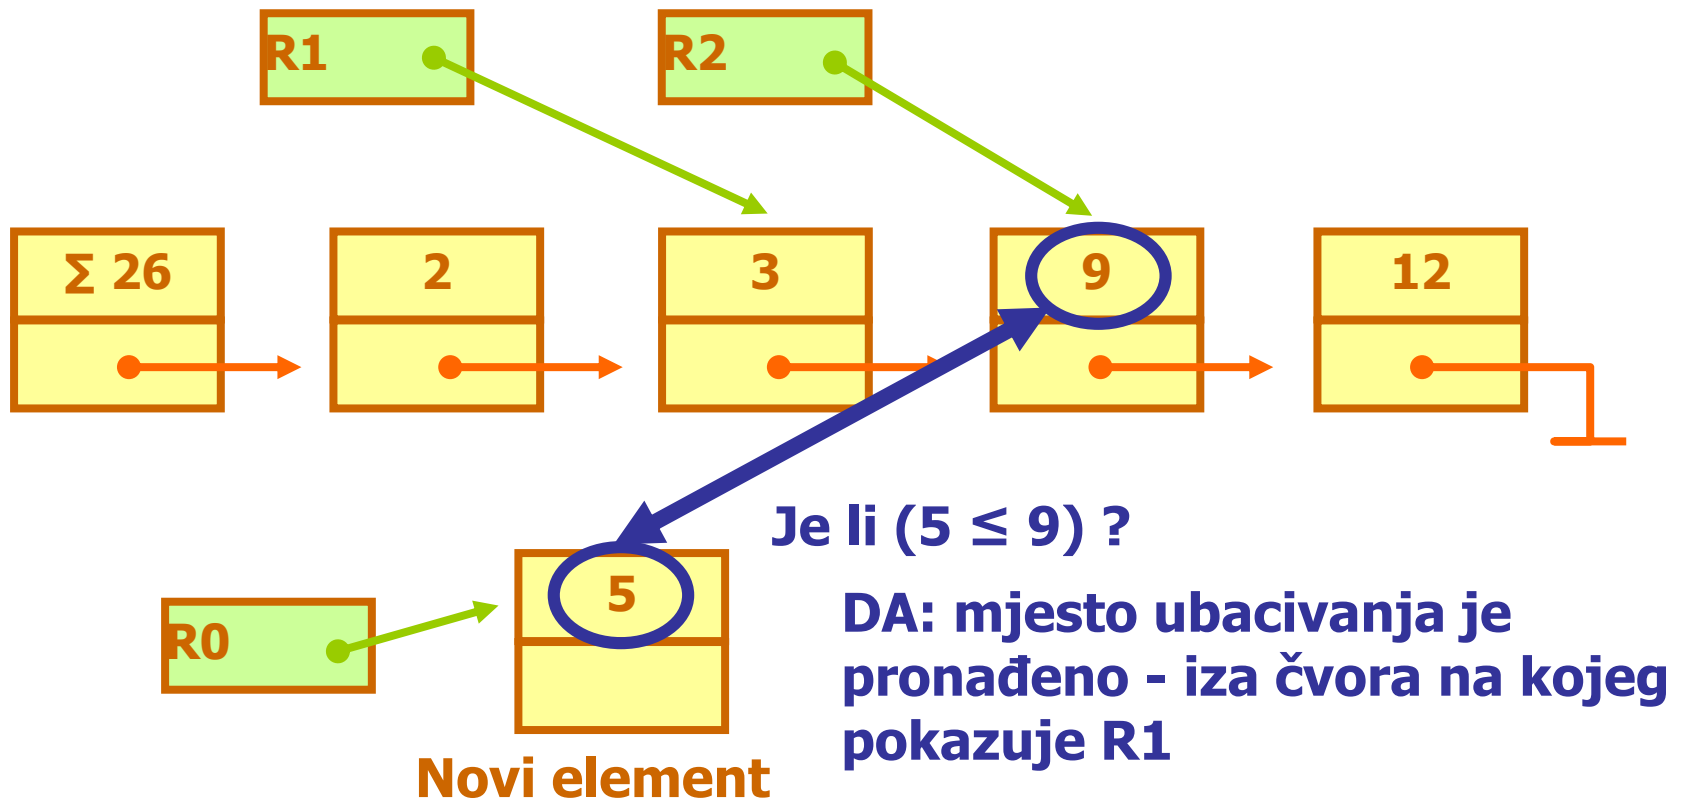 R1
R2
Σ 26
2
3
9
12
Je li (5 ≤ 9) ?
5
R0
DA: mjesto ubacivanja je
pronađeno - iza čvora na kojeg
pokazuje R1
Novi element